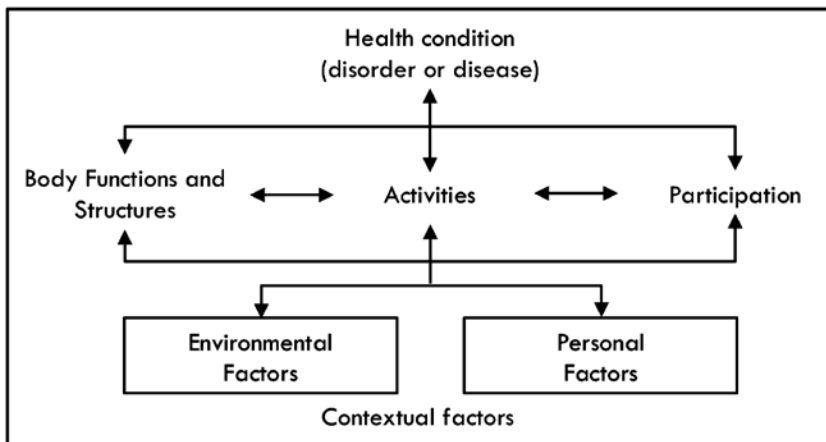 Health condition
(disorder or disease)
Body Functions and
Structures
Activities
Participation
Environmental
Factors
Personal
Factors
Contextual factors